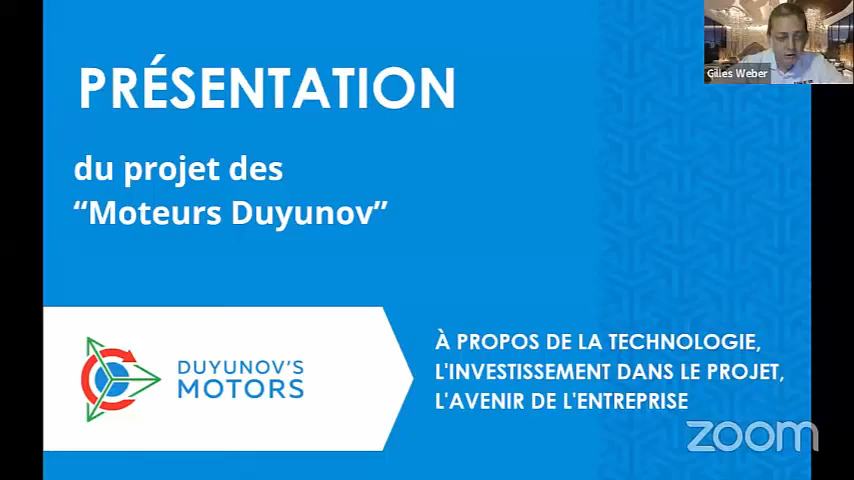 Gilles Weber
PRÉSENTATION
du projet des
“Moteurs Duyunov”
DUYUNOV'S
MOTORS
À PROPOS DE LA TECHNOLOGIE,
L'INVESTISSEMENT DANS LE PROJET,
L'AVENIR DE L'ENTREPRISE
zoom